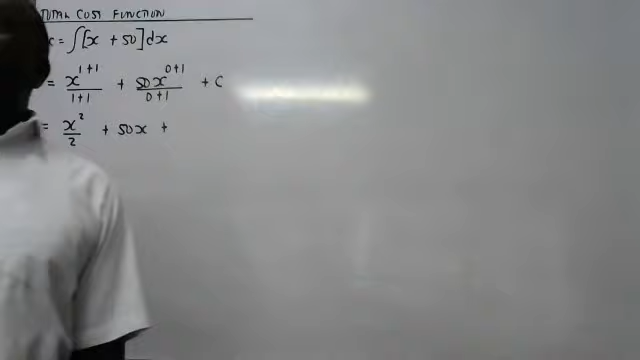 TOTAL COST FUNCTION
= ∫[x + 50]dx
= x^{1+1}/1+1 + 50x^{0+1}/0+1 + C
= x²/2 + 50x +